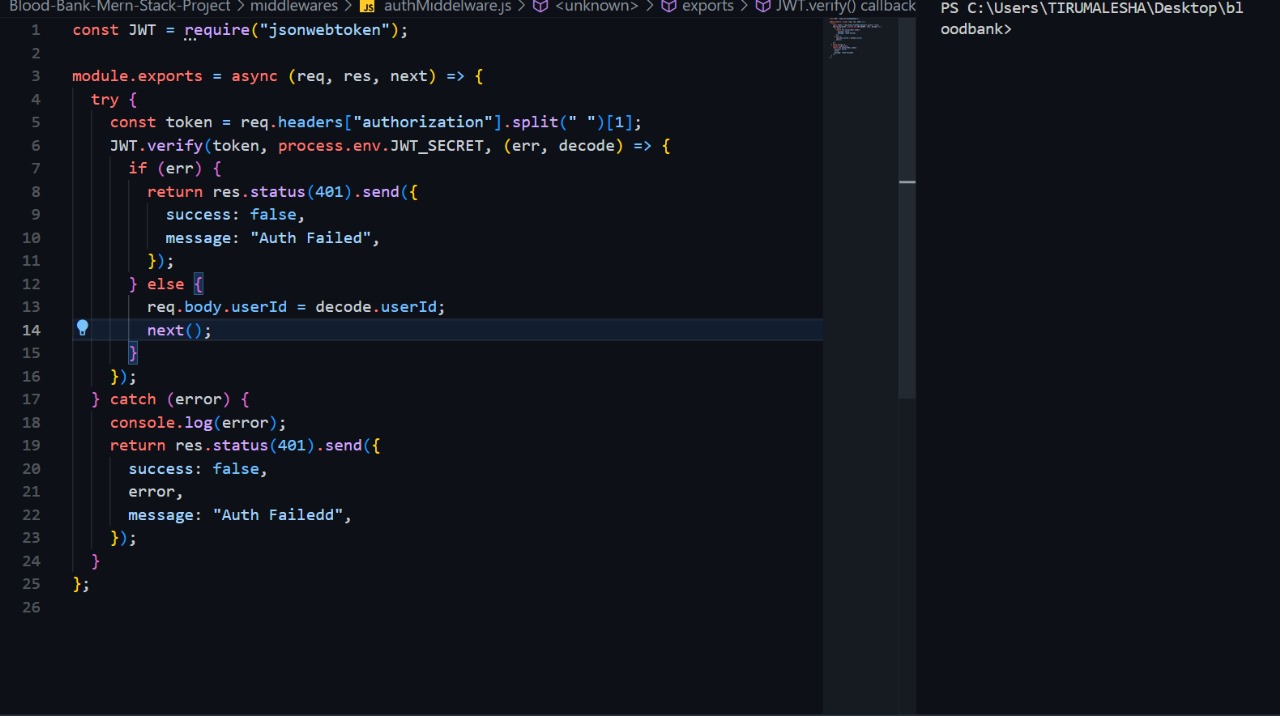 Blood-Bank-Mern-Stack-Project > middlewares > JS authMiddelware.js > <unknown> > exports > JWT.verify() callback
1 const JWT = require("jsonwebtoken");
2
3 module.exports = async (req, res, next) => {
4 try {
5 const token = req.headers["authorization"].split(" ")[1];
6 JWT.verify(token, process.env.JWT_SECRET, (err, decode) => {
7 if (err) {
8 return res.status(401).send({
9 success: false,
10 message: "Auth Failed",
11 });
12 } else {
13 req.body.userId = decode.userId;
14 next();
15 }
16 });
17 } catch (error) {
18 console.log(error);
19 return res.status(401).send({
20 success: false,
21 error,
22 message: "Auth Failedd",
23 });
24 }
25 };
26
PS C:\Users\TIRUMALESHA\Desktop\bl
oodbank>